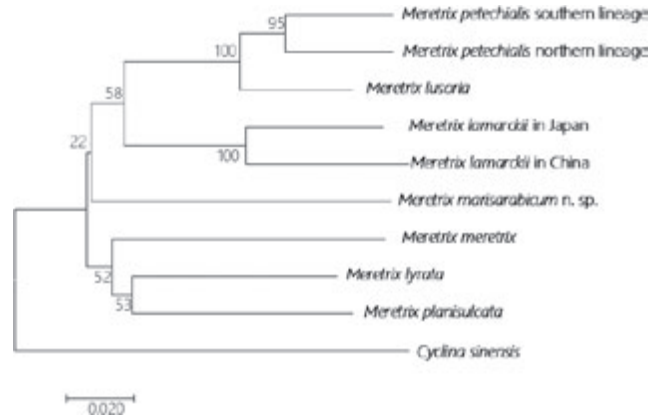 95
Meretrix petechialis southern lineage
100
Meretrix petechialis northern lineage
58
Meretrix lusoria
22
Meretrix lamarckii in Japan
100
Meretrix lamarckii in China
Meretrix marisarabicum n. sp.
Meretrix meretrix
52
Meretrix lyrata
53
Meretrix planisulcata
Cyclina sinensis
0.020